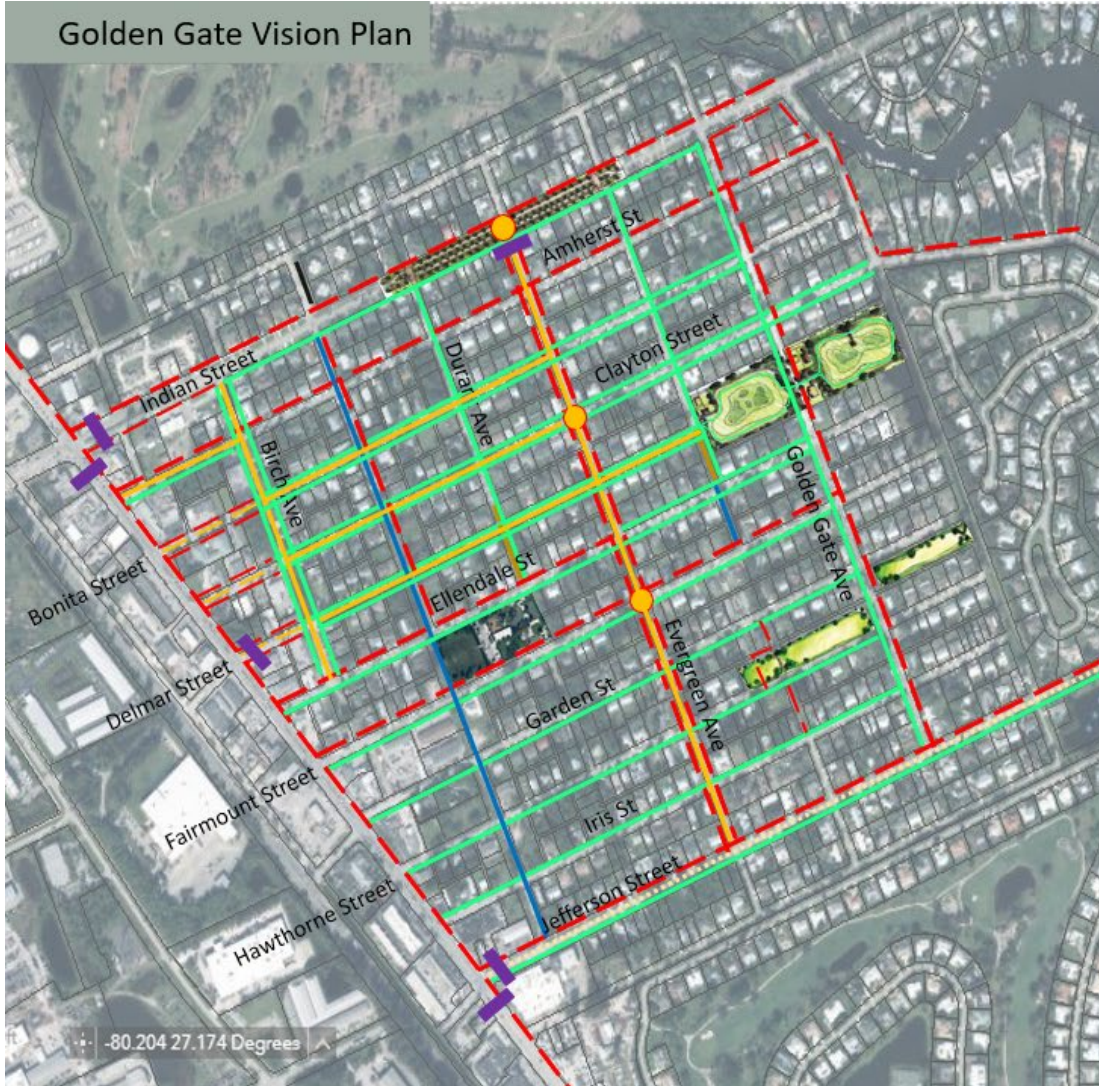 Golden Gate Vision Plan
Amherst St
Indian Street
Clayton Street
Duran Ave
Birch Ave
Golden Gate Ave
Bonita Street
Ellendale St
Delmar Street
Evergreen Ave
Garden St
Fairmount Street
Iris St
Hawthorne Street
Jefferson Street
-80.204 27.174 Degrees